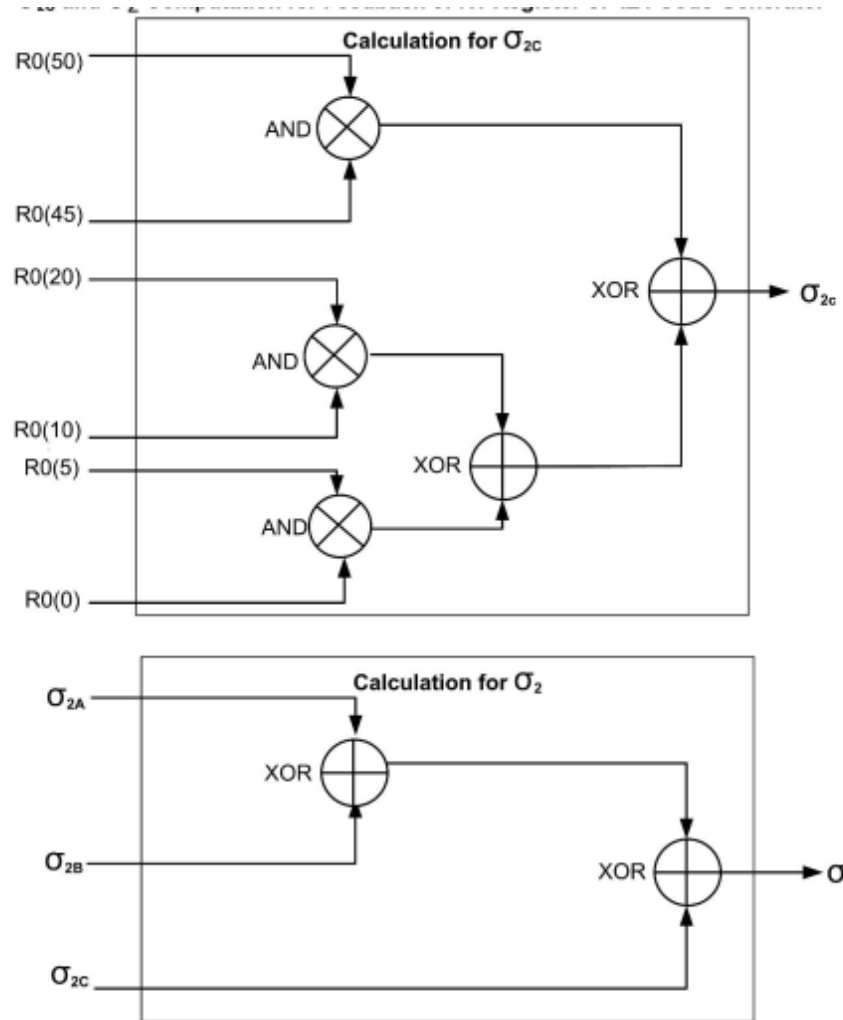 Calculation for σ2C
R0(50)
AND
R0(45)
R0(20)
XOR
σ2c
AND
R0(10)
R0(5)
XOR
AND
R0(0)
Calculation for σ2
σ2A
XOR
σ2B
XOR
σ
σ2C